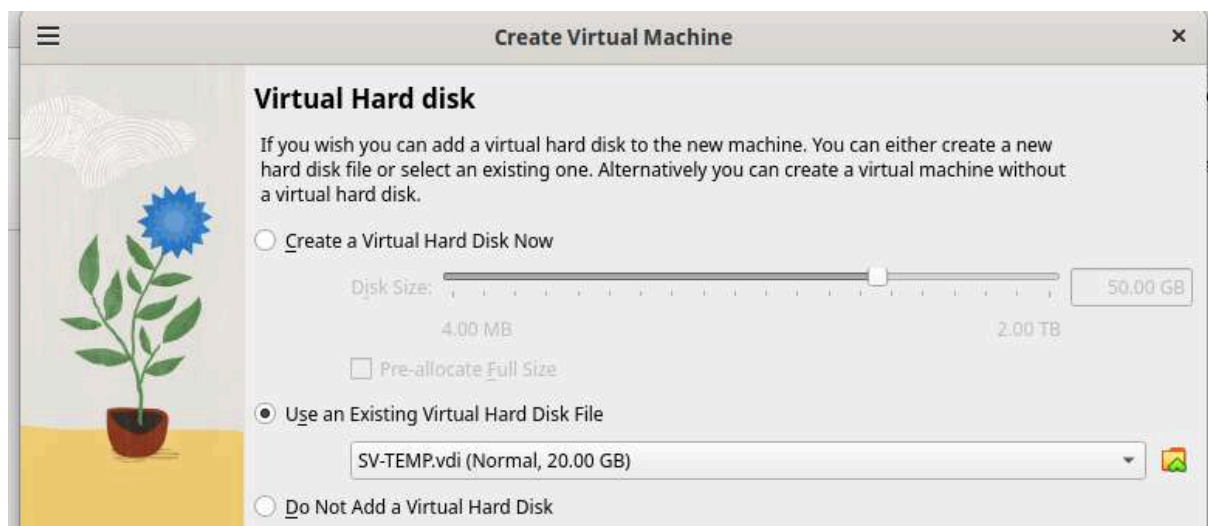 Create Virtual Machine
Virtual Hard disk
If you wish you can add a virtual hard disk to the new machine. You can either create a new
hard disk file or select an existing one. Alternatively you can create a virtual machine without
a virtual hard disk.
Create a Virtual Hard Disk Now
Disk Size:
50.00 GB
4.00 MB
2.00 TB
Pre-allocate Full Size
Use an Existing Virtual Hard Disk File
SV-TEMP.vdi (Normal, 20.00 GB)
Do Not Add a Virtual Hard Disk